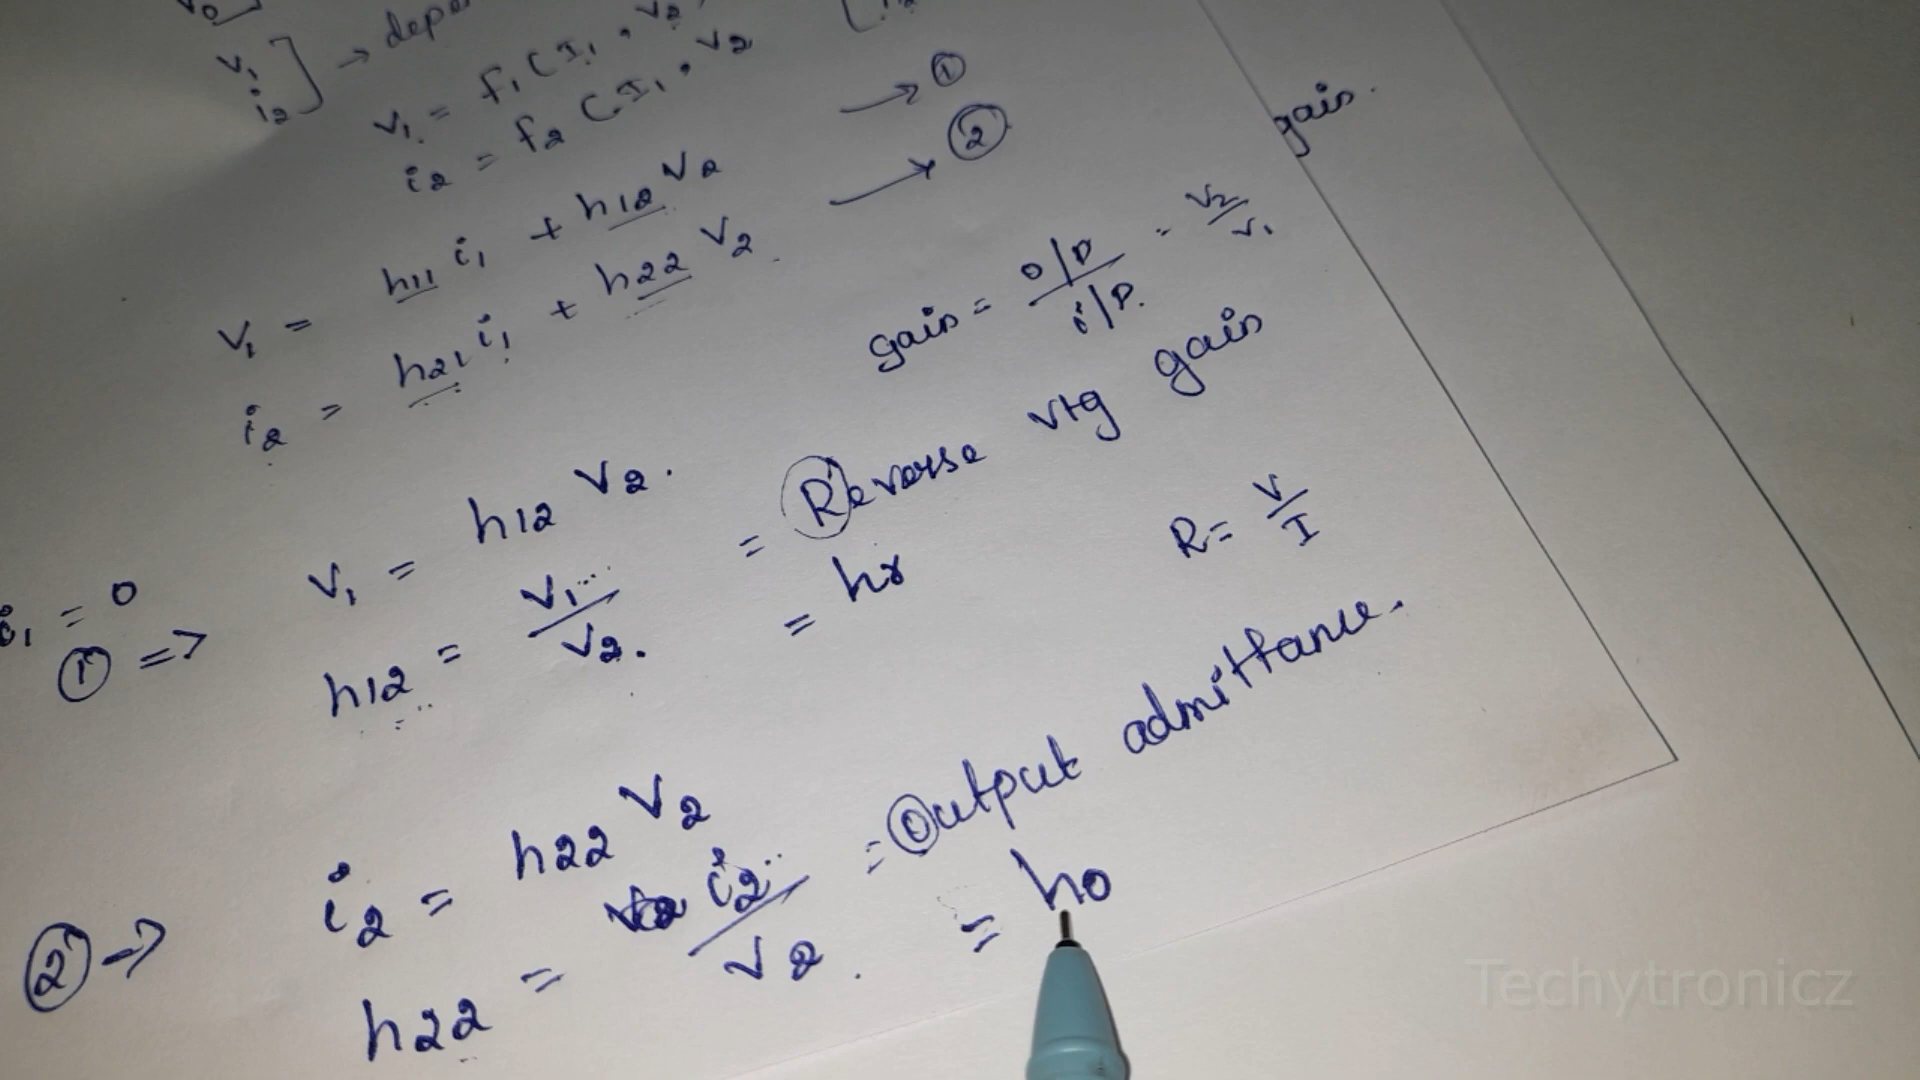 v₁
i₂ ] →
v₁ = f₁ (I₁, v₂
i₂ = f₂ (I₁, v₂
v₁ = h11 i₁ + h12 v₂ → ①
i₂ = h21 i₁ + h22 v₂ → ②
gain.
gain = o/p / i/p = v₂ / v₁
i₁ = 0
① => v₁ = h12 v₂.
h12 = v₁ / v₂. = Reverse vtg gain
= hr
R = V / I
② → i₂ = h22 v₂
h22 = i₂ / v₂. = Output admittance.
= ho
Techytronicz